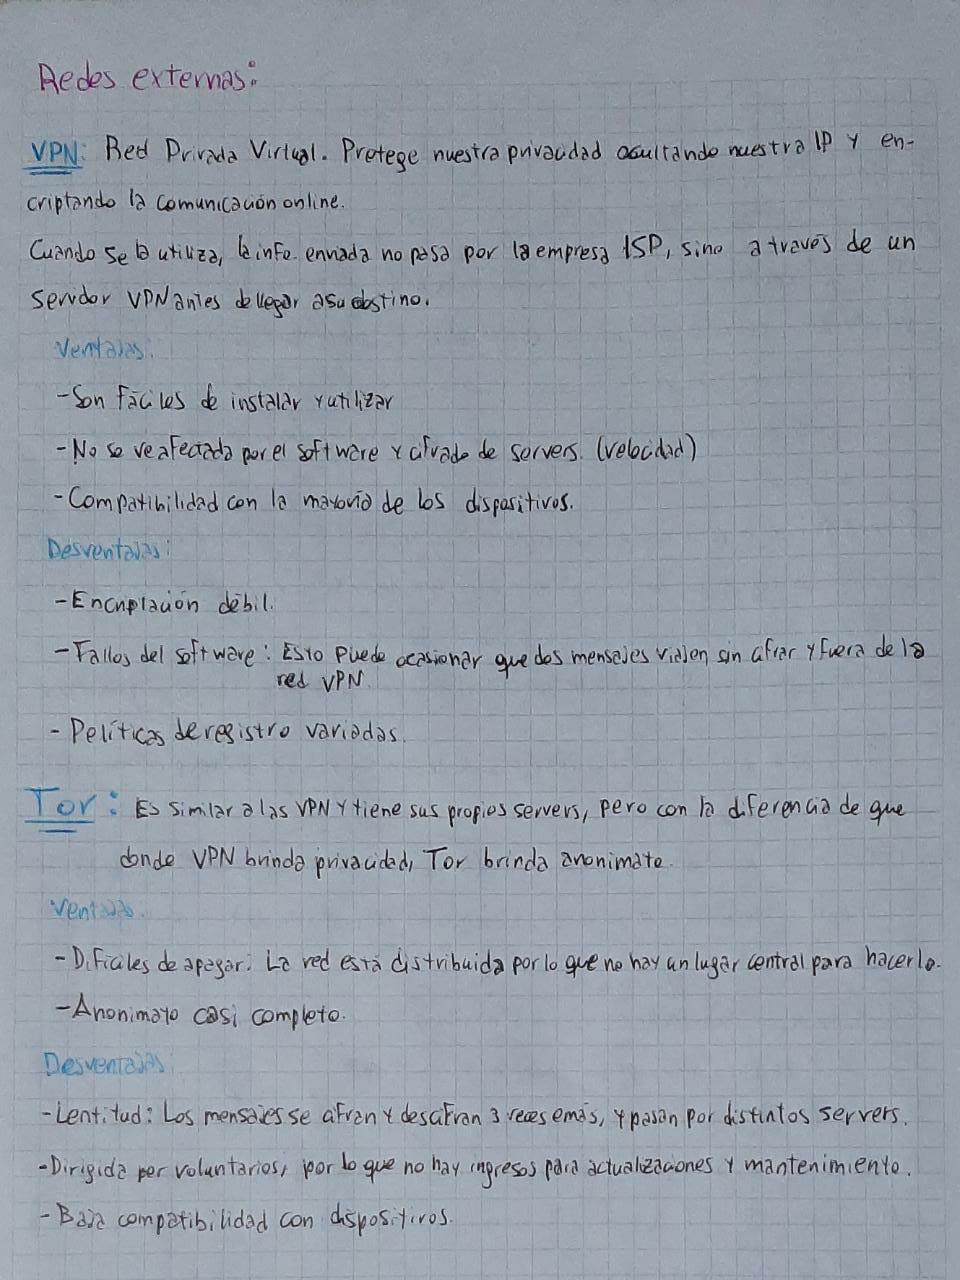 Redes externas:
VPN: Red Privada Virtual. Protege nuestra privacidad ocultando nuestra IP y en-
criptando la comunicación online.
Cuando se la utiliza, la info. enviada no pasa por la empresa ISP, sino a través de un
servidor VPN antes de llegar a su destino.
Ventajas:
-Son fáciles de instalar y utilizar
-No se ve afectada por el software y cifrado de servers. (velocidad)
-Compatibilidad con la mayoría de los dispositivos.
Desventajas:
-Encriptación débil.
-Fallos del software: Esto puede ocasionar que dos mensajes viajen sin cifrar y fuera de la
red VPN.
- Políticas de registro variadas.
Tor: Es similar a las VPN y tiene sus propios servers, pero con la diferencia de que
donde VPN brinda privacidad, Tor brinda anonimato.
Ventajas.
-Difíciles de apagar: La red está distribuida por lo que no hay un lugar central para hacerlo.
-Anonimato casi completo.
Desventajas:
-Lentitud: Los mensajes se cifran y descifran 3 veces o más, y pasan por distintos servers.
-Dirigida por voluntarios, por lo que no hay ingresos para actualizaciones y mantenimiento.
-Baja compatibilidad con dispositivos.